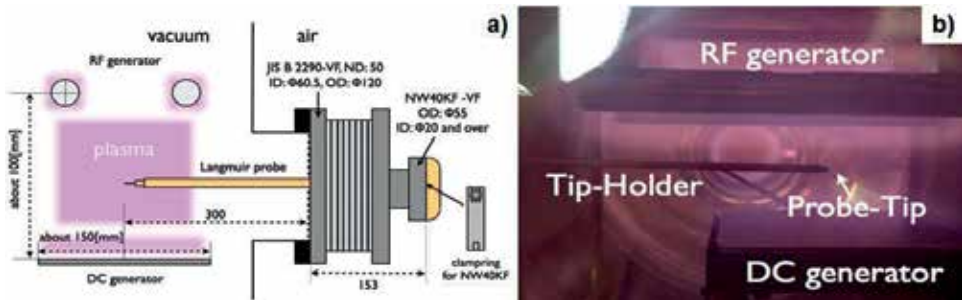 a)
vacuum
air
RF generator
JIS B 2290-VF, ND: 50
ID: Φ60.5, OD: Φ120
NW40KF -VF
OD: Φ55
ID: Φ20 and over
plasma
Langmuir probe
about 100[mm]
300
about 150[mm]
DC generator
153
clampring
for NW40KF
b)
RF generator
Tip-Holder
Probe-Tip
DC generator